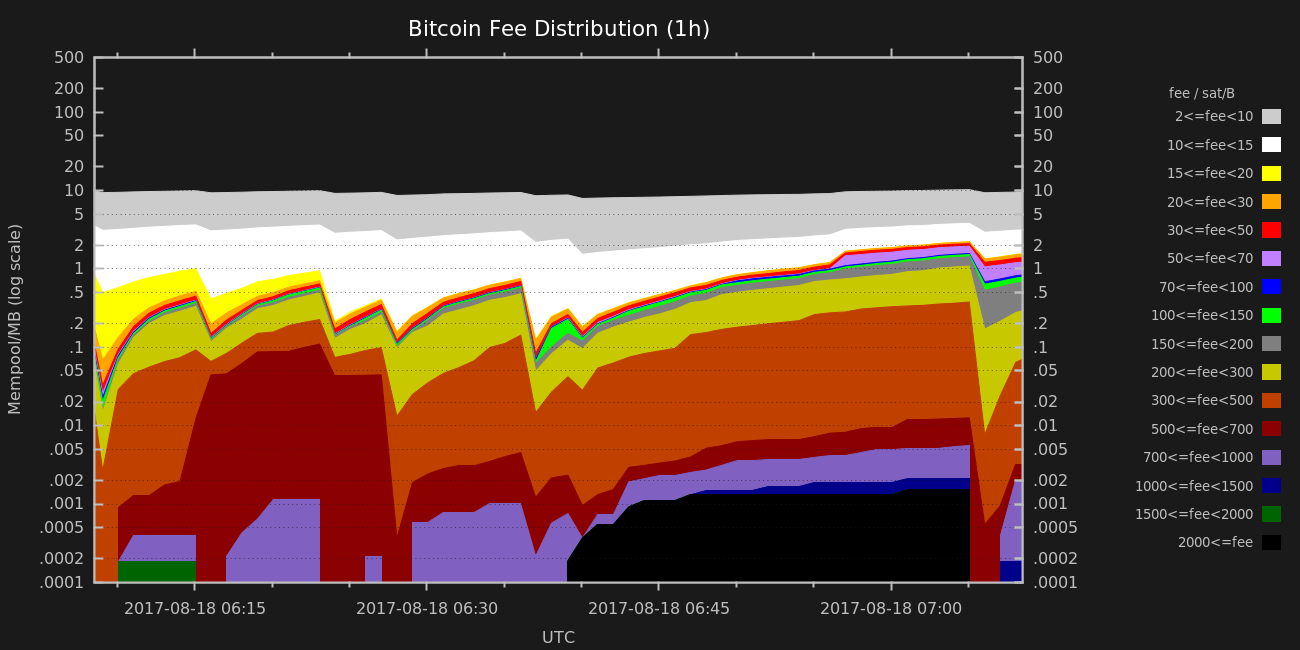 Bitcoin Fee Distribution (1h)
500
200
100
50
20
10
5
2
1
.5
.2
.1
.05
.02
.01
.005
.002
.001
.0005
.0002
.0001
Mempool/MB (log scale)
500
200
100
50
20
10
5
2
1
.5
.2
.1
.05
.02
.01
.005
.002
.001
.0005
.0002
.0001
2017-08-18 06:15 2017-08-18 06:30 2017-08-18 06:45 2017-08-18 07:00
UTC
fee / sat/B
2<=fee<10
10<=fee<15
15<=fee<20
20<=fee<30
30<=fee<50
50<=fee<70
70<=fee<100
100<=fee<150
150<=fee<200
200<=fee<300
300<=fee<500
500<=fee<700
700<=fee<1000
1000<=fee<1500
1500<=fee<2000
2000<=fee